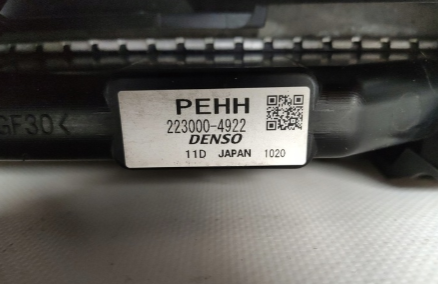 PEHH
223000-4922
DENSO
11D JAPAN 1020
GF30<